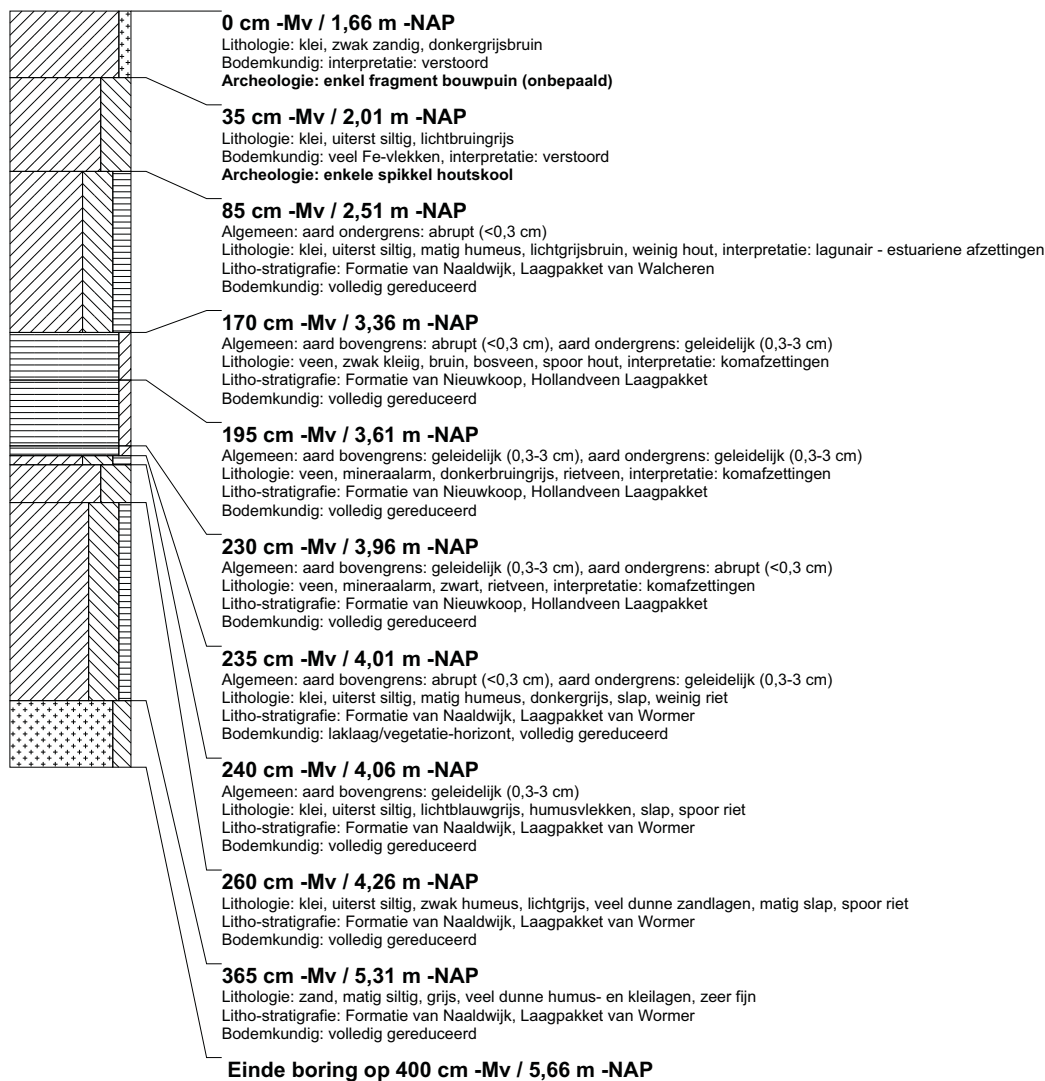 0 cm -Mv / 1,66 m -NAP
Lithologie: klei, zwak zandig, donkergrijsbruin
Bodemkundig: interpretatie: verstoord
Archeologie: enkel fragment bouwpuin (onbepaald)
35 cm -Mv / 2,01 m -NAP
Lithologie: klei, uiterst siltig, lichtbruingrijs
Bodemkundig: veel Fe-vlekken, interpretatie: verstoord
Archeologie: enkele spikkel houtskool
85 cm -Mv / 2,51 m -NAP
Algemeen: aard ondergrens: abrupt (<0,3 cm)
Lithologie: klei, uiterst siltig, matig humeus, lichtgrijsbruin, weinig hout, interpretatie: lagunair - estuariene afzettingen
Litho-stratigrafie: Formatie van Naaldwijk, Laagpakket van Walcheren
Bodemkundig: volledig gereduceerd
170 cm -Mv / 3,36 m -NAP
Algemeen: aard bovengrens: abrupt (<0,3 cm), aard ondergrens: geleidelijk (0,3-3 cm)
Lithologie: veen, zwak kleiig, bruin, bosveen, spoor hout, interpretatie: komafzettingen
Litho-stratigrafie: Formatie van Nieuwkoop, Hollandveen Laagpakket
Bodemkundig: volledig gereduceerd
195 cm -Mv / 3,61 m -NAP
Algemeen: aard bovengrens: geleidelijk (0,3-3 cm), aard ondergrens: geleidelijk (0,3-3 cm)
Lithologie: veen, mineraalarm, donkerbruingrijs, rietveen, interpretatie: komafzettingen
Litho-stratigrafie: Formatie van Nieuwkoop, Hollandveen Laagpakket
Bodemkundig: volledig gereduceerd
230 cm -Mv / 3,96 m -NAP
Algemeen: aard bovengrens: geleidelijk (0,3-3 cm), aard ondergrens: abrupt (<0,3 cm)
Lithologie: veen, mineraalarm, zwart, rietveen, interpretatie: komafzettingen
Litho-stratigrafie: Formatie van Nieuwkoop, Hollandveen Laagpakket
Bodemkundig: volledig gereduceerd
235 cm -Mv / 4,01 m -NAP
Algemeen: aard bovengrens: abrupt (<0,3 cm), aard ondergrens: geleidelijk (0,3-3 cm)
Lithologie: klei, uiterst siltig, matig humeus, donkergrijs, slap, weinig riet
Litho-stratigrafie: Formatie van Naaldwijk, Laagpakket van Wormer
Bodemkundig: laklaag/vegetatie-horizont, volledig gereduceerd
240 cm -Mv / 4,06 m -NAP
Algemeen: aard bovengrens: geleidelijk (0,3-3 cm)
Lithologie: klei, uiterst siltig, lichtblauwgrijs, humusvlekken, slap, spoor riet
Litho-stratigrafie: Formatie van Naaldwijk, Laagpakket van Wormer
Bodemkundig: volledig gereduceerd
260 cm -Mv / 4,26 m -NAP
Lithologie: klei, uiterst siltig, zwak humeus, lichtgrijs, veel dunne zandlagen, matig slap, spoor riet
Litho-stratigrafie: Formatie van Naaldwijk, Laagpakket van Wormer
Bodemkundig: volledig gereduceerd
365 cm -Mv / 5,31 m -NAP
Lithologie: zand, matig siltig, grijs, veel dunne humus- en kleilagen, zeer fijn
Litho-stratigrafie: Formatie van Naaldwijk, Laagpakket van Wormer
Bodemkundig: volledig gereduceerd
Einde boring op 400 cm -Mv / 5,66 m -NAP